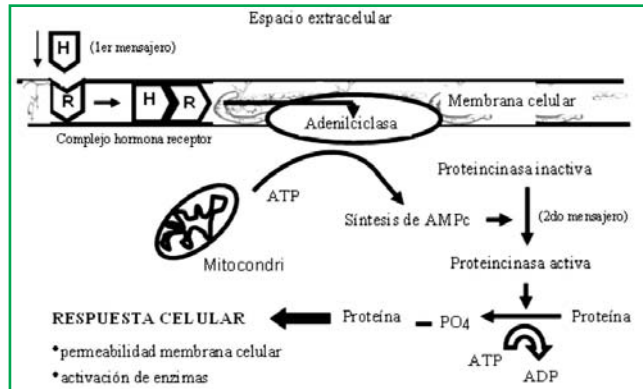 Espacio extracelular
H (1er mensajero)
R H R
Membrana celular
Adenilciclasa
Complejo hormona receptor
Proteincinasa inactiva
ATP
Síntesis de AMPc
(2do mensajero)
Mitocondri
Proteincinasa activa
RESPUESTA CELULAR
Proteína – PO4 Proteína
*permeabilidad membrana celular
ATP
*activación de enzimas
ADP